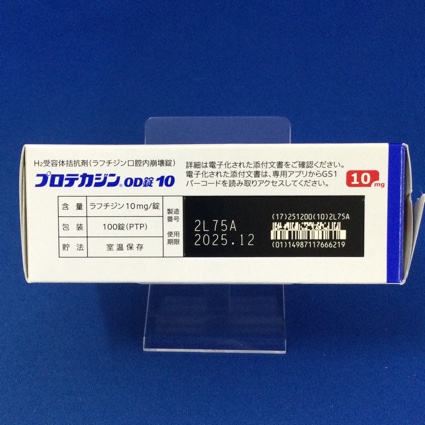 H₂受容体拮抗剤(ラフチジン口腔内崩壊錠)
プロテカジン®OD錠10
詳細は電子化された添付文書をご確認ください。
電子化された添付文書は、専用アプリからGS1
バーコードを読み取りアクセスしてください。
10mg
含量 ラフチジン10mg/錠
包装 100錠(PTP)
貯法 室温保存
製造番号 2L75A
使用期限 2025.12
(17)251200(10)2L75A
(01)14987117666219